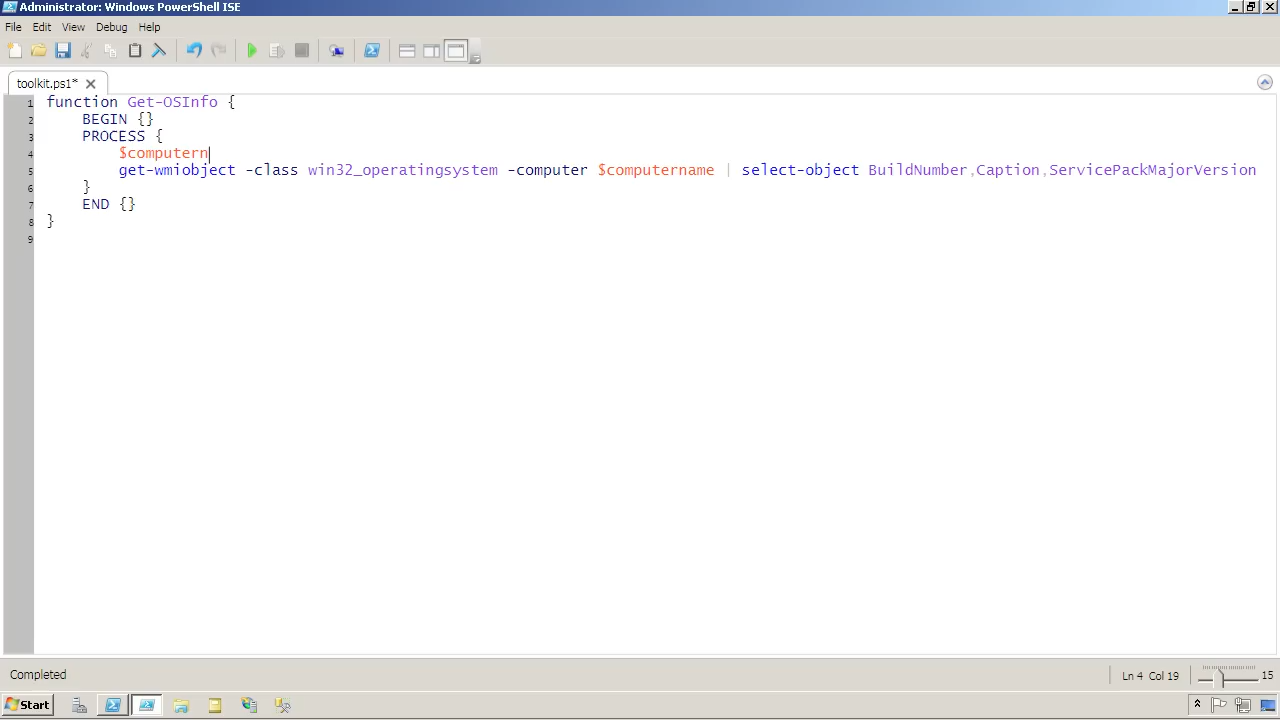 Administrator: Windows PowerShell ISE
File Edit View Debug Help
toolkit.ps1*
1 function Get-OSInfo {
2 BEGIN {}
3 PROCESS {
4 $computern
5 get-wmiobject -class win32_operatingsystem -computer $computername | select-object BuildNumber,Caption,ServicePackMajorVersion
6 }
7 END {}
8 }
9
Completed
Ln 4 Col 19
15
Start